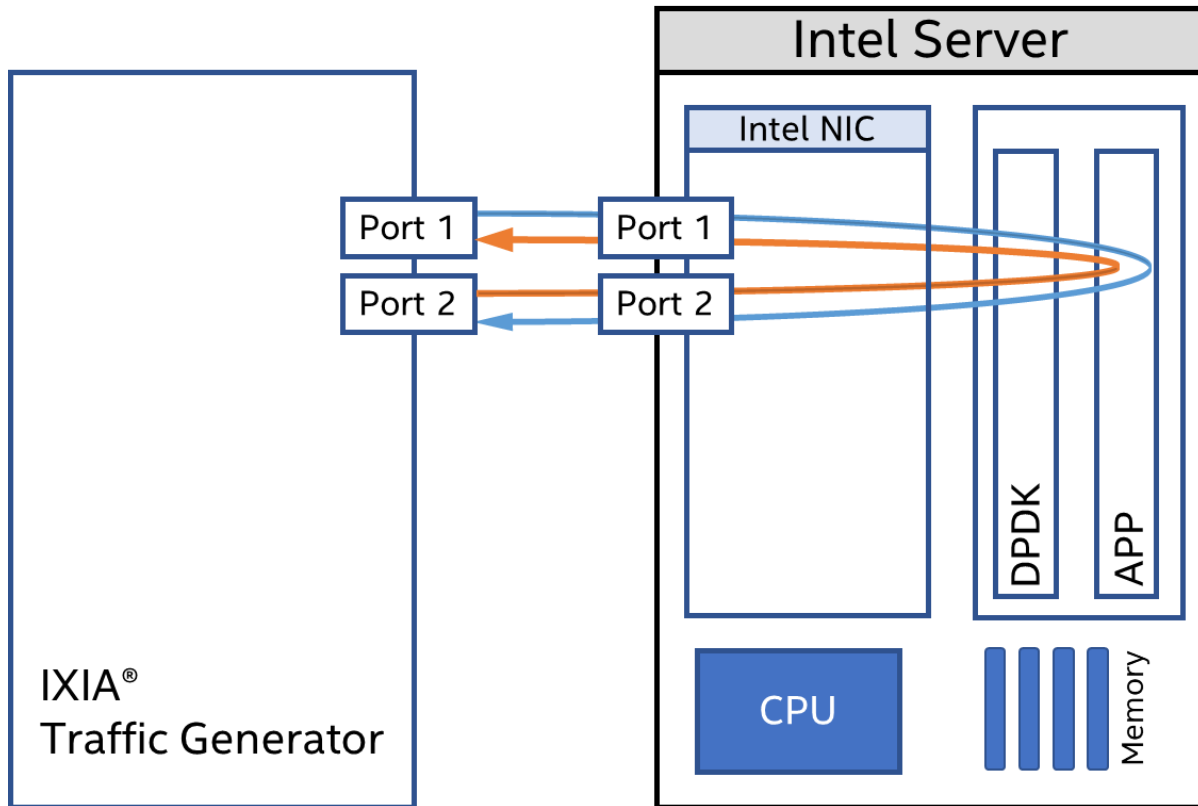 Intel Server
Intel NIC
Port 1
Port 1
Port 2
Port 2
DPDK
APP
IXIA®
Traffic Generator
CPU
Memory